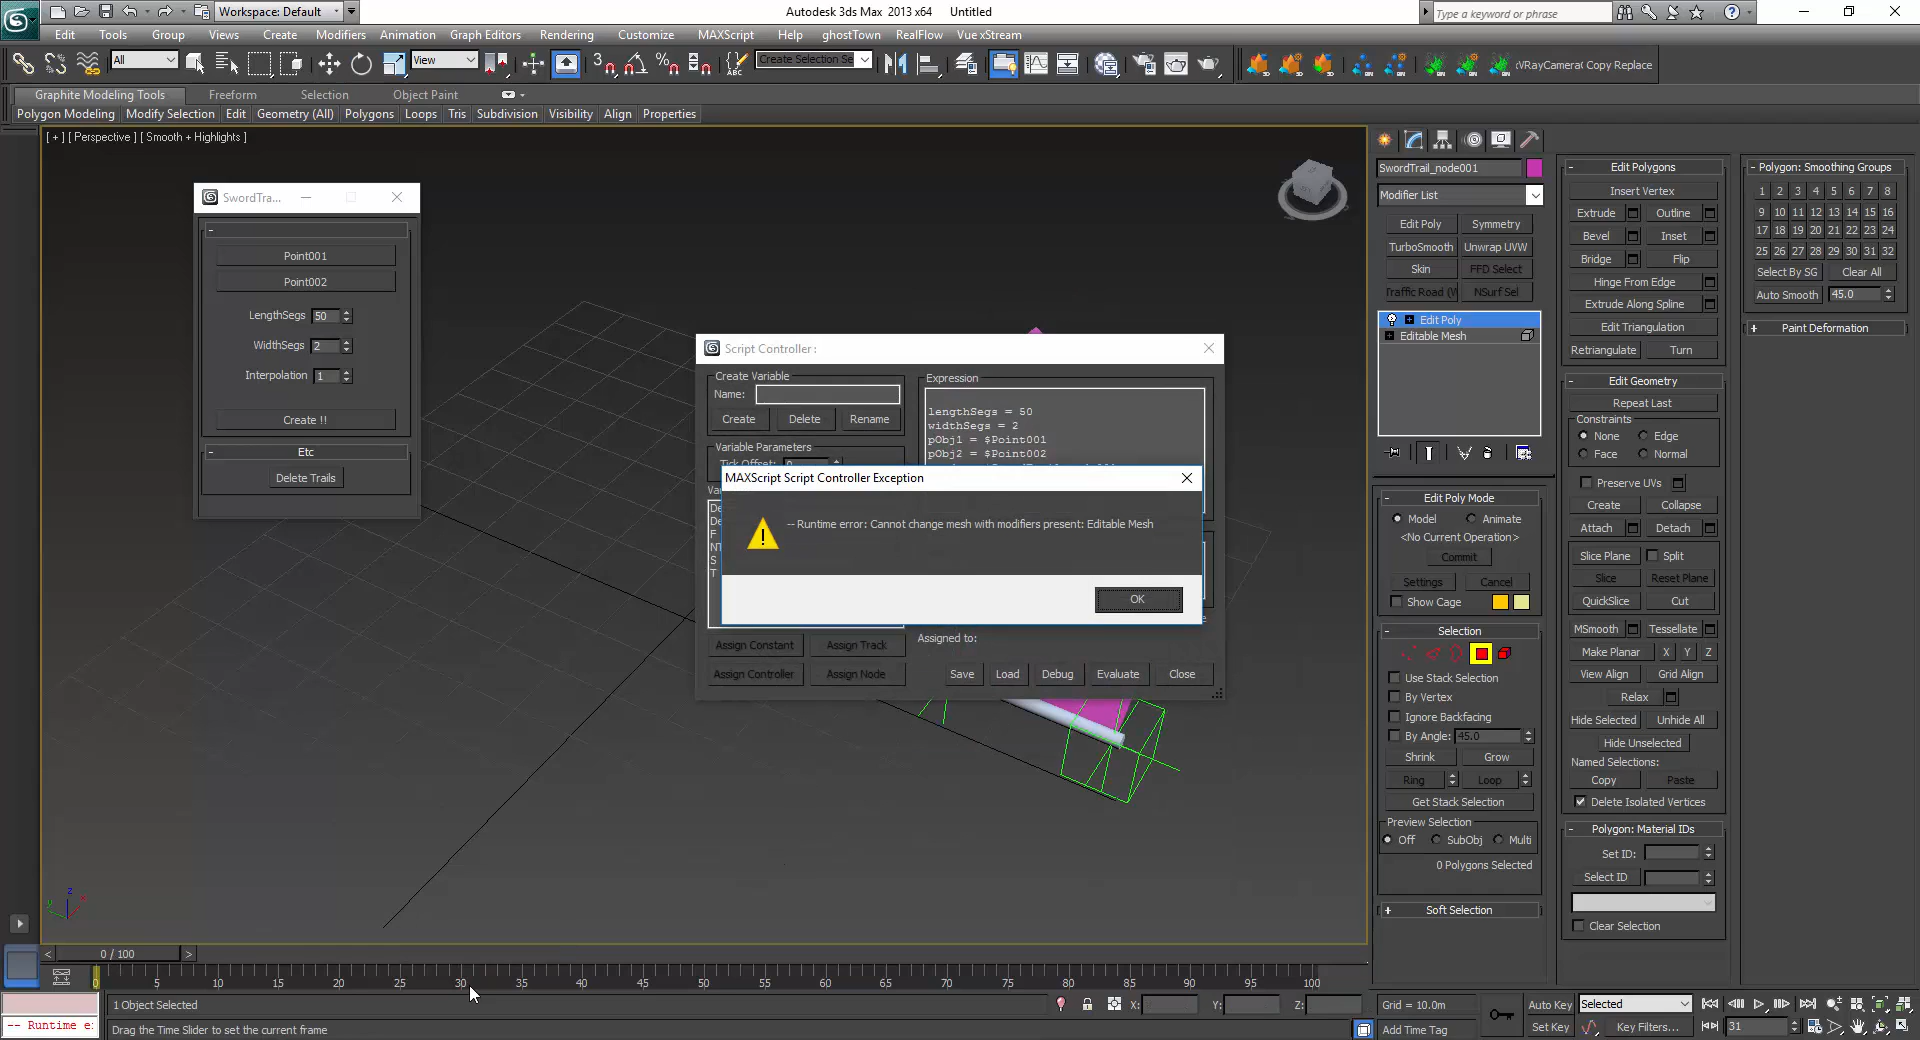 Workspace: Default
Autodesk 3ds Max 2013 x64 Untitled
Type a keyword or phrase
Edit Tools Group Views Create Modifiers Animation Graph Editors Rendering Customize MAXScript Help ghostTown RealFlow Vue xStream
All
View
3
Create Selection Se
VRayCamera( Copy Replace
Graphite Modeling Tools Freeform Selection Object Paint
Polygon Modeling Modify Selection Edit Geometry (All) Polygons Loops Tris Subdivision Visibility Align Properties
[ + ] [ Perspective ] [ Smooth + Highlights ]
SwordTra...
Point001
Point002
LengthSegs 50
WidthSegs 2
Interpolation 1
Create !!
Etc
Delete Trails
Script Controller :
Create Variable
Name:
Create Delete Rename
Variable Parameters
Tick Offset: 0
Expression
lengthSegs = 50
widthSegs = 2
pObj1 = $Point001
pObj2 = $Point002
MAXScript Script Controller Exception
-- Runtime error: Cannot change mesh with modifiers present: Editable Mesh
OK
F
S
T
Assign Constant Assign Track
Assigned to:
Assign Controller Assign Node
Save Load Debug Evaluate Close
SwordTrail_node001
Modifier List
Edit Poly Symmetry
TurboSmooth Unwrap UVW
Skin FFD Select
Traffic Road (V NSurf Sel
Edit Poly
Editable Mesh
Edit Poly Mode
Model Animate
<No Current Operation>
Commit
Settings Cancel
Show Cage
Selection
Use Stack Selection
By Vertex
Ignore Backfacing
By Angle: 45.0
Shrink Grow
Ring Loop
Get Stack Selection
Preview Selection
Off SubObj Multi
0 Polygons Selected
Soft Selection
Edit Polygons
Insert Vertex
Extrude Outline
Bevel Inset
Bridge Flip
Hinge From Edge
Extrude Along Spline
Edit Triangulation
Retriangulate Turn
Edit Geometry
Repeat Last
Constraints
None Edge
Face Normal
Preserve UVs
Create Collapse
Attach Detach
Slice Plane Split
Slice Reset Plane
QuickSlice Cut
MSmooth Tessellate
Make Planar X Y Z
View Align Grid Align
Relax
Hide Selected Unhide All
Hide Unselected
Named Selections:
Copy Paste
Delete Isolated Vertices
Polygon: Material IDs
Set ID:
Select ID
Clear Selection
Polygon: Smoothing Groups
1 2 3 4 5 6 7 8
9 10 11 12 13 14 15 16
17 18 19 20 21 22 23 24
25 26 27 28 29 30 31 32
Select By SG Clear All
Auto Smooth 45.0
Paint Deformation
z
x
y
< 0 / 100 >
0 5 10 15 20 25 30 35 40 45 50 55 60 65 70 75 80 85 90 95 100
1 Object Selected
X: Y: Z:
Grid = 10.0m
Auto Key Selected
-- Runtime e:
Drag the Time Slider to set the current frame
Add Time Tag
Set Key Key Filters... 31